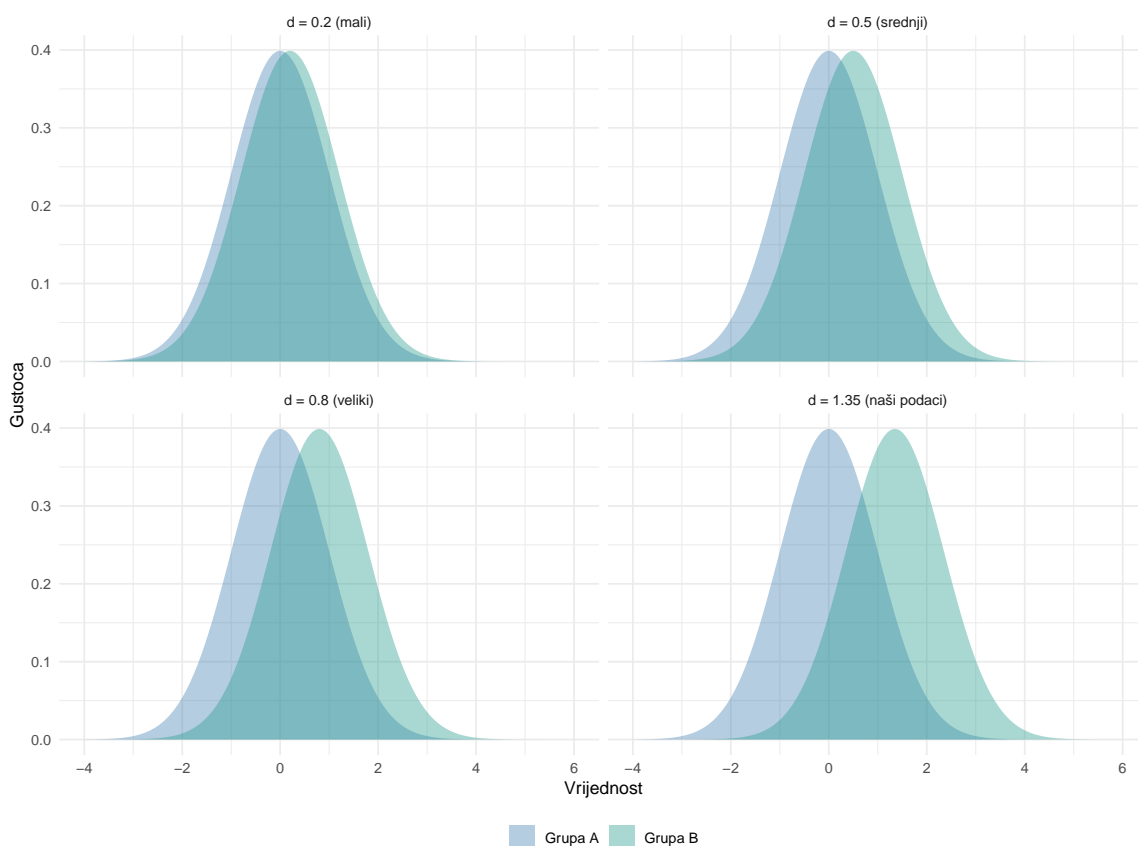 d = 0.2 (mali)
d = 0.5 (srednji)
0.4
0.3
0.2
0.1
0.0
d = 0.8 (veliki)
d = 1.35 (naši podaci)
0.4
0.3
0.2
0.1
0.0
Gustoca
−4 −2 0 2 4 6
−4 −2 0 2 4 6
Vrijednost
Grupa A Grupa B